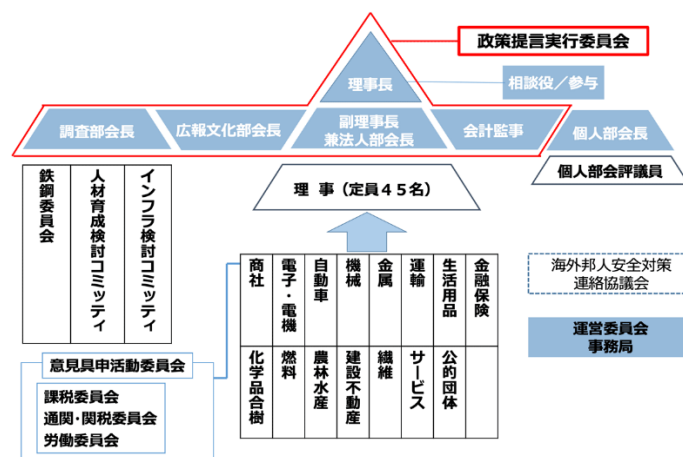 政策提言実行委員会
理事長
相談役／参与
調査部会長
広報文化部会長
副理事長
兼法人部会長
会計監事
個人部会長
個人部会評議員
鉄鋼委員会
人材育成検討コミッティ
インフラ検討コミッティ
理 事（定員４５名）
商社
電子・電機
自動車
機械
金属
運輸
生活用品
金融保険
化学品合樹
燃料
農林水産
建設不動産
繊維
サービス
公的団体
海外邦人安全対策
連絡協議会
運営委員会
事務局
意見具申活動委員会
課税委員会
通関・関税委員会
労働委員会